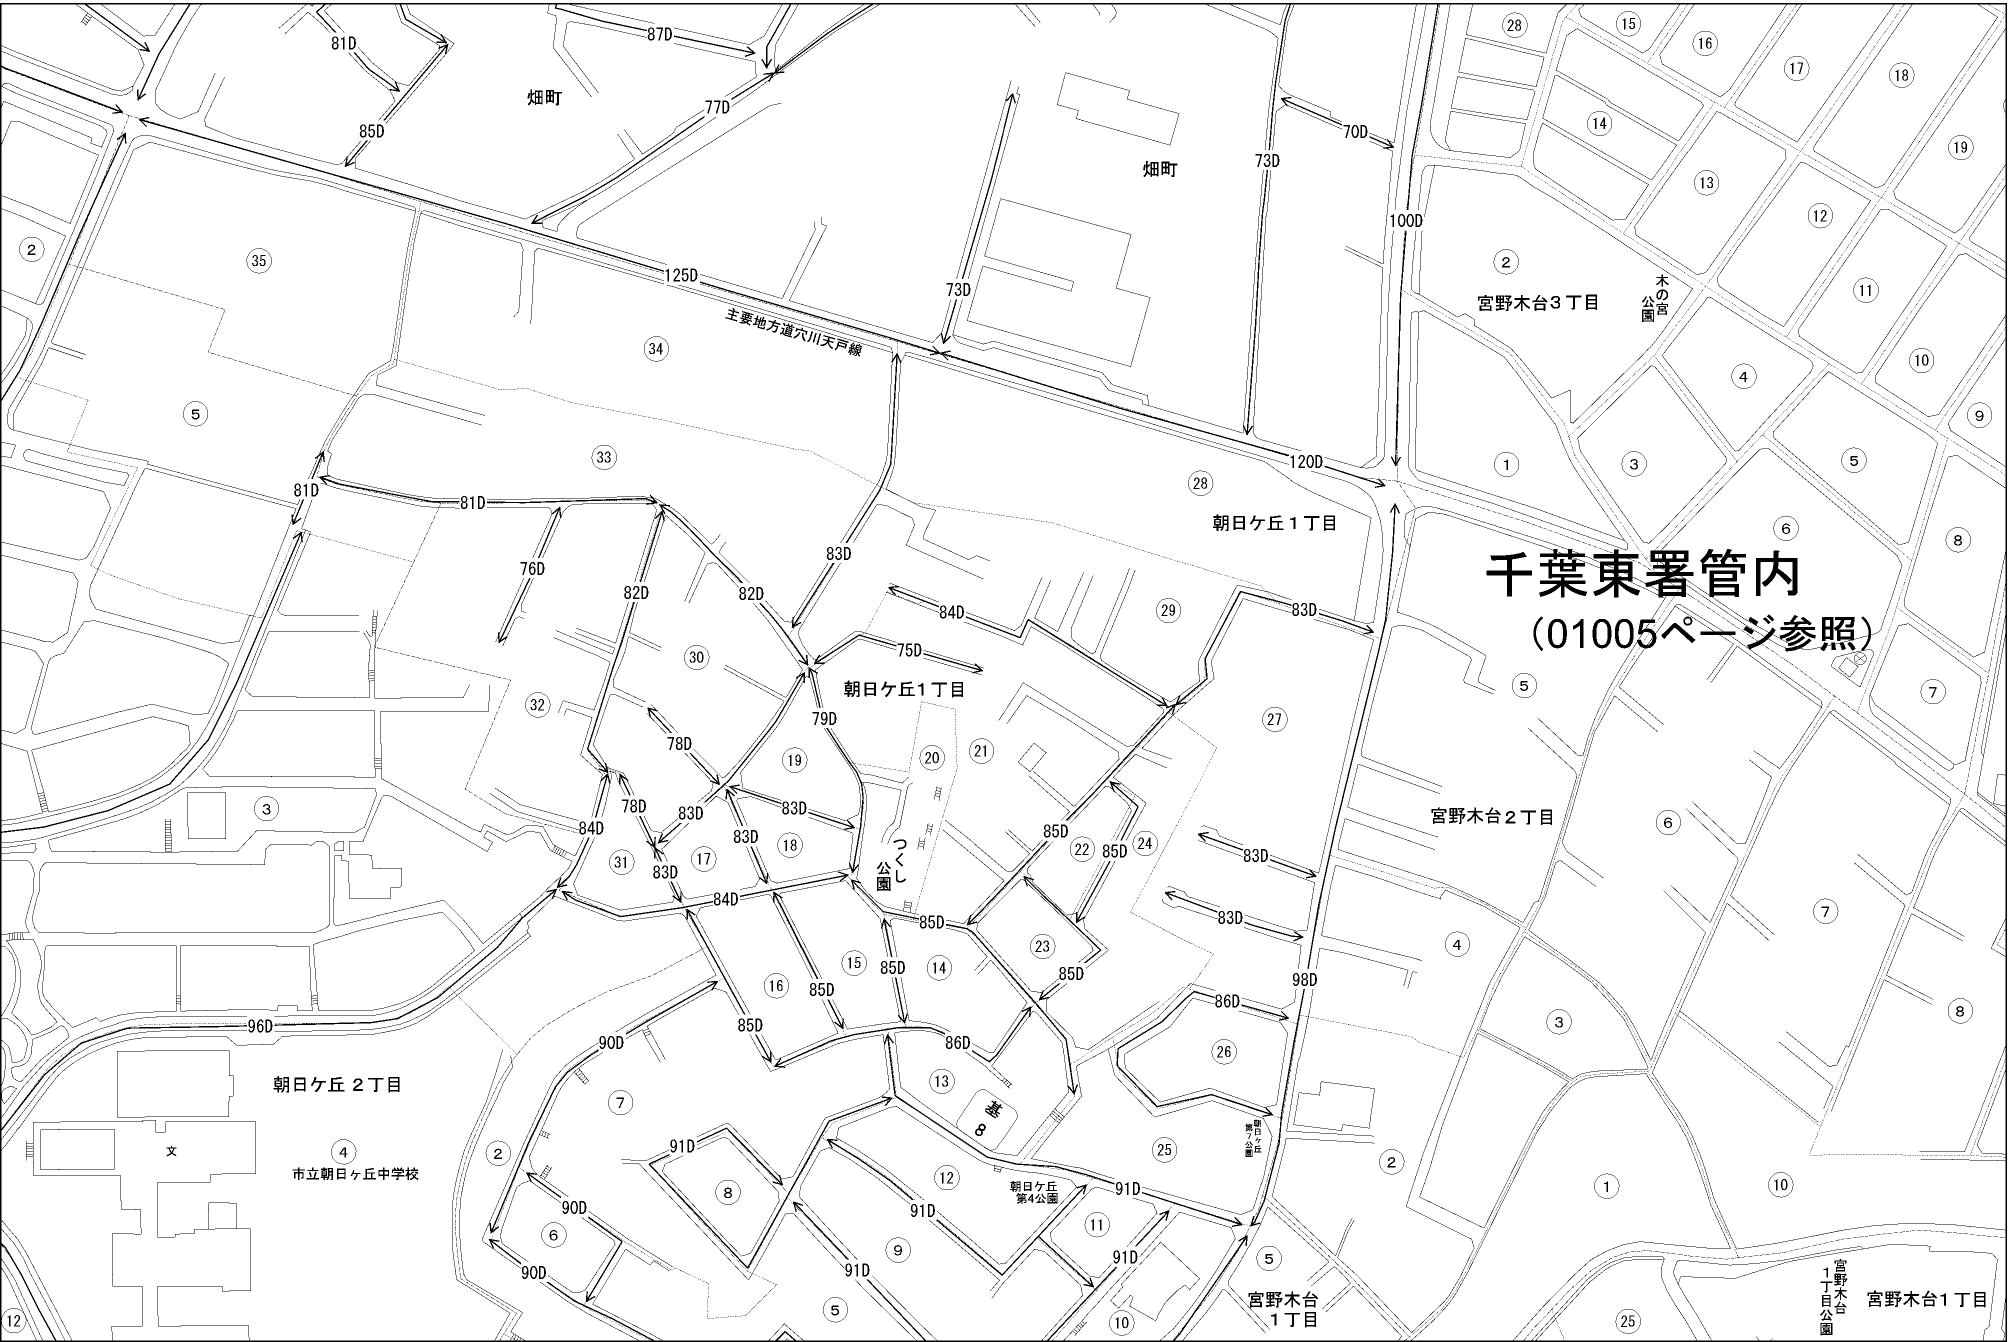 81D
87D
28
15
16
17
18
19
畑町
77D
85D
70D
14
73D
畑町
13
12
100D
2
35
125D
73D
2
木の宮
公園
宮野木台3丁目
11
主要地方道穴川天戸線
34
10
4
5
9
33
120D
1
3
5
81D
81D
28
朝日ケ丘1丁目
6
8
83D
76D
82D
82D
千葉東署管内
(01005ページ参照)
84D
29
83D
30
75D
朝日ケ丘1丁目
5
7
32
79D
27
78D
21
20
19
3
78D
83D
83D
83D
宮野木台2丁目
6
84D
85D
18
22
85D
24
83D
31
17
83D
つくし
公園
84D
85D
83D
7
23
4
15
14
85D
85D
98D
16
85D
86D
8
85D
3
96D
90D
86D
26
13
朝日ケ丘2丁目
7
基
8
文
4
市立朝日ヶ丘中学校
2
91D
朝日ヶ丘
第7公園
25
2
8
12
朝日ケ丘
第4公園
91D
1
10
90D
91D
11
6
9
91D
5
90D
91D
宮野木台
1丁目
宮野木台
1丁目公園
宮野木台1丁目
5
10
12
25